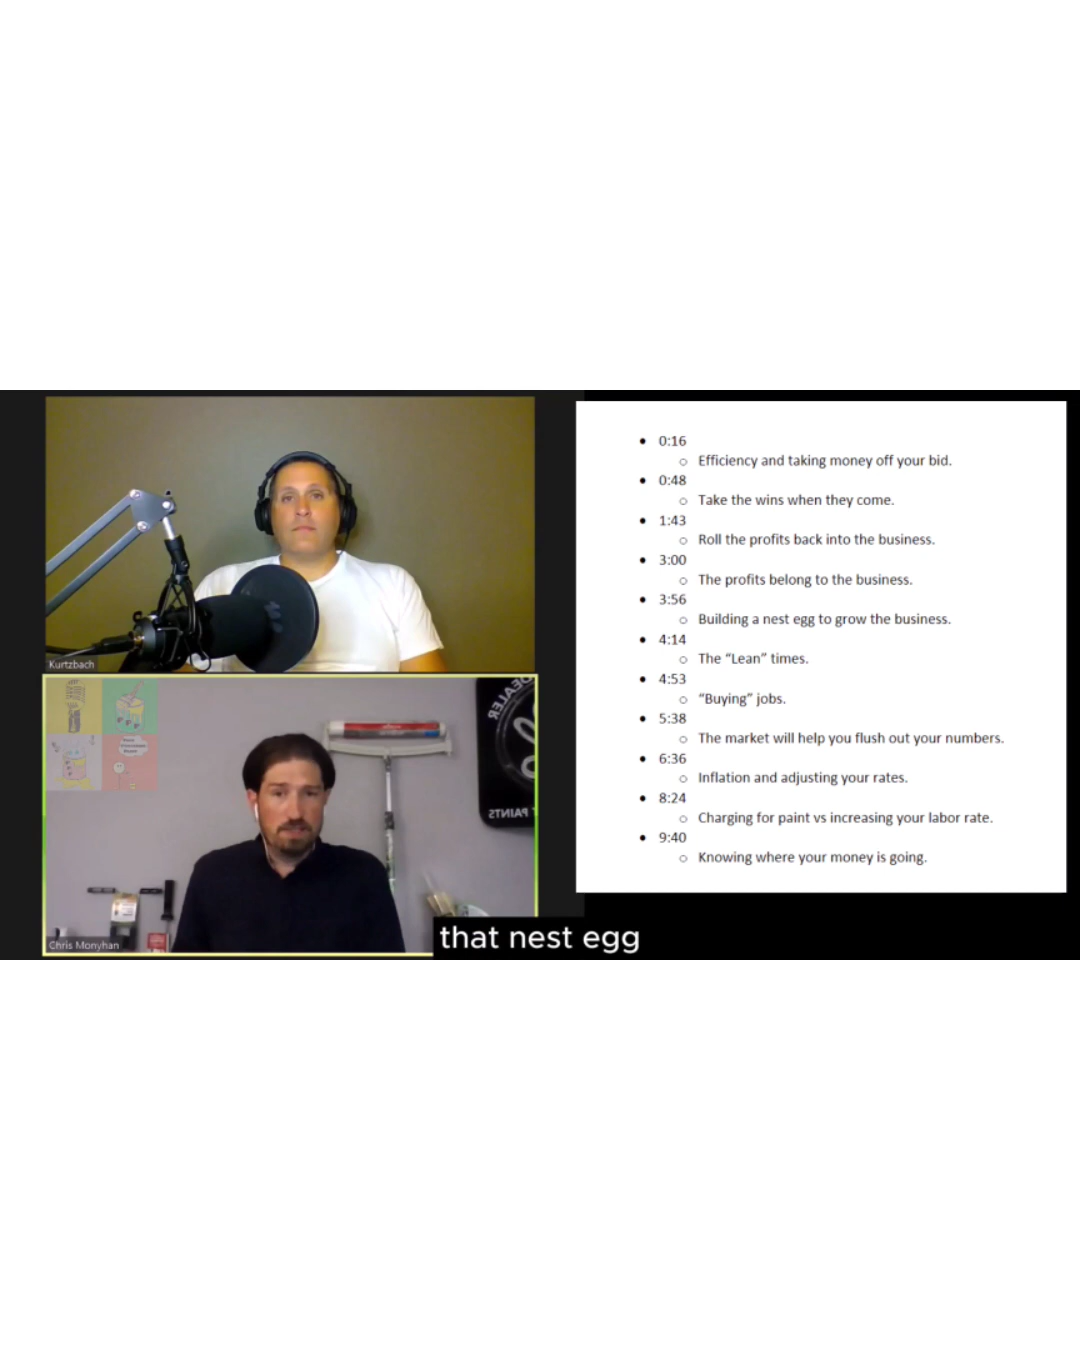 0:16
Efficiency and taking money off your bid.
0:48
Take the wins when they come.
1:43
Roll the profits back into the business.
3:00
The profits belong to the business.
3:56
Building a nest egg to grow the business.
4:14
The “Lean” times.
4:53
“Buying” jobs.
5:38
The market will help you flush out your numbers.
6:36
Inflation and adjusting your rates.
8:24
Charging for paint vs increasing your labor rate.
9:40
Knowing where your money is going.
Kurtzbach
DEALER
PAINTS
Chris Monyhan
that nest egg